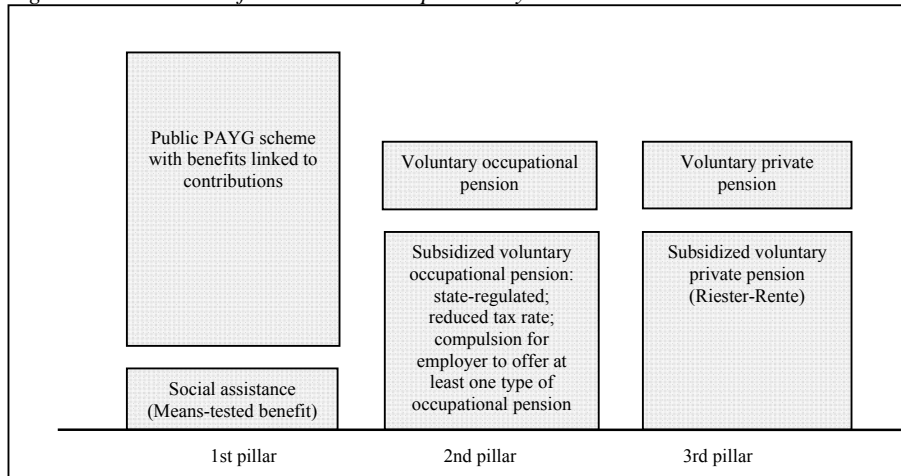 Public PAYG scheme
with benefits linked to
contributions
Social assistance
(Means-tested benefit)
Voluntary occupational
pension
Subsidized voluntary
occupational pension:
state-regulated;
reduced tax rate;
compulsion for
employer to offer at
least one type of
occupational pension
Voluntary private
pension
Subsidized voluntary
private pension
(Riester-Rente)
1st pillar
2nd pillar
3rd pillar